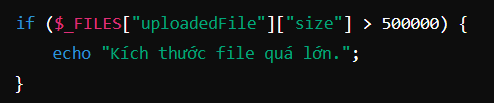 if ($_FILES["uploadedFile"]["size"] > 500000) {
    echo "Kích thước file quá lớn.";
}